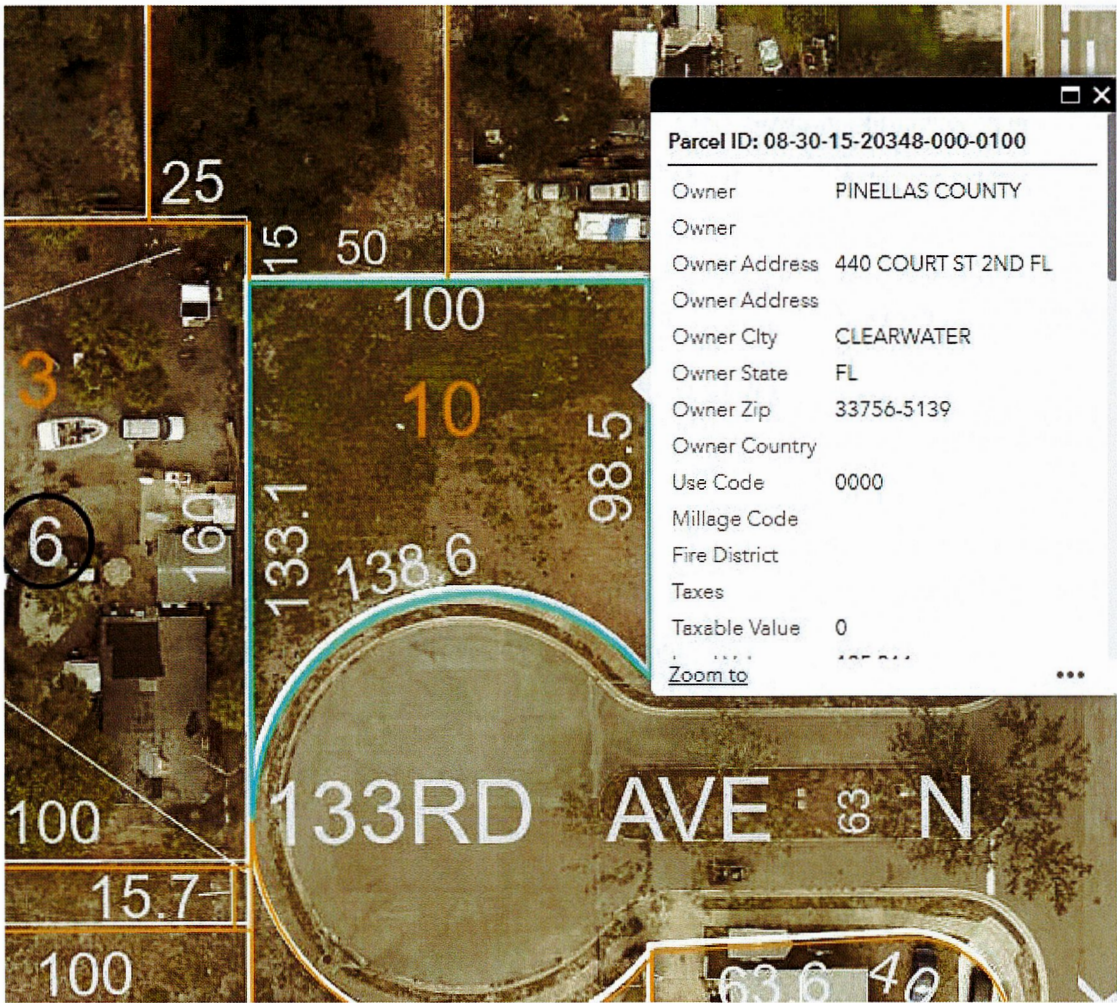 25
15
50
100
10
3
98.5
133.1
160
138.6
6
133RD AVE N
63
100
15.7
100
63.6
40
Parcel ID: 08-30-15-20348-000-0100
Owner PINELLAS COUNTY
Owner
Owner Address 440 COURT ST 2ND FL
Owner Address
Owner CIty CLEARWATER
Owner State FL
Owner Zip 33756-5139
Owner Country
Use Code 0000
Millage Code
Fire District
Taxes
Taxable Value 0
Zoom to